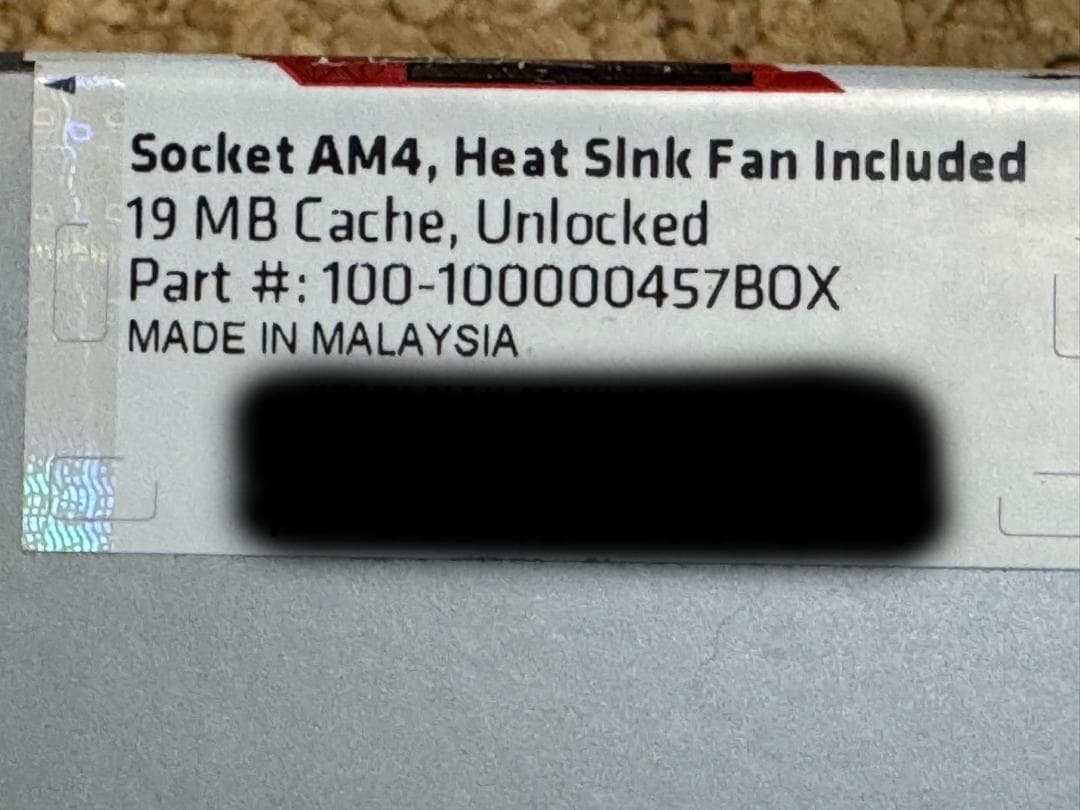 Socket AM4, Heat SInk Fan Included
19 MB Cache, Unlocked
Part #: 100-100000457BOX
MADE IN MALAYSIA